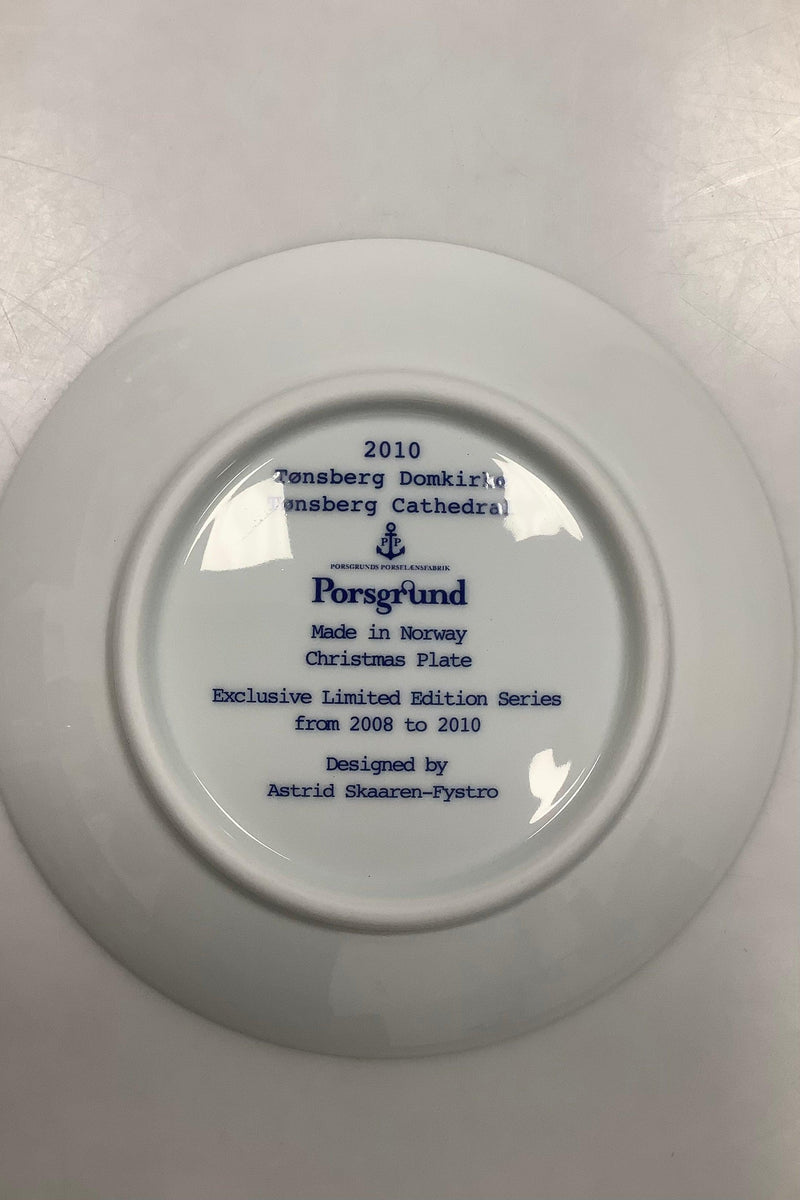 2010
Tønsberg Domkirke
Tønsberg Cathedral
P P
PORSGRUNDS PORSELÆNSFABRIK
Porsgrund
Made in Norway
Christmas Plate
Exclusive Limited Edition Series
from 2008 to 2010
Designed by
Astrid Skaaren-Fystro